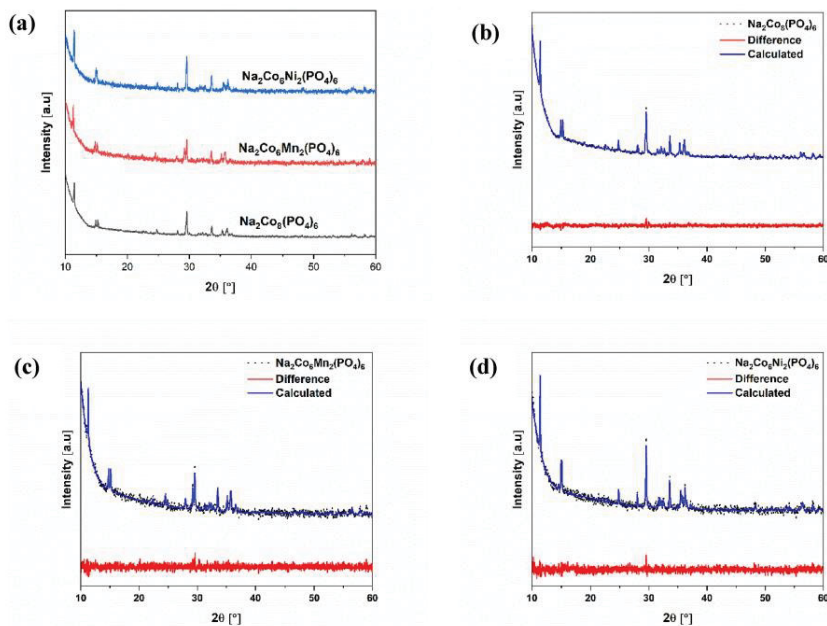 (a)
Intensity [a.u]
Na₂Co₆Ni₂(PO₄)₆
Na₂Co₆Mn₂(PO₄)₆
Na₂Co₈(PO₄)₆
10 20 30 40 50 60
2θ [°]
(b)
Intensity [a.u]
Na₂Co₈(PO₄)₆
Difference
Calculated
10 20 30 40 50 60
2θ [°]
(c)
Intensity [a.u]
Na₂Co₆Mn₂(PO₄)₆
Difference
Calculated
10 20 30 40 50 60
2θ [°]
(d)
Intensity [a.u]
Na₂Co₆Ni₂(PO₄)₆
Difference
Calculated
10 20 30 40 50 60
2θ [°]